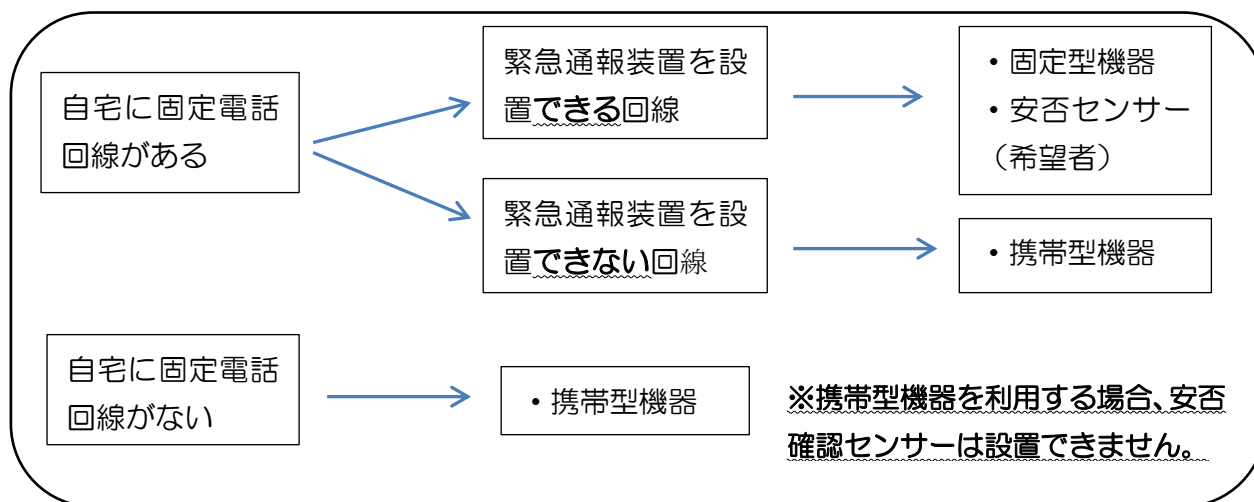 自宅に固定電話
回線がある
緊急通報装置を設
置できる回線
・固定型機器
・安否センサー
（希望者）
緊急通報装置を設
置できない回線
・携帯型機器
自宅に固定電話
回線がない
・携帯型機器
※携帯型機器を利用する場合、安否
確認センサーは設置できません。